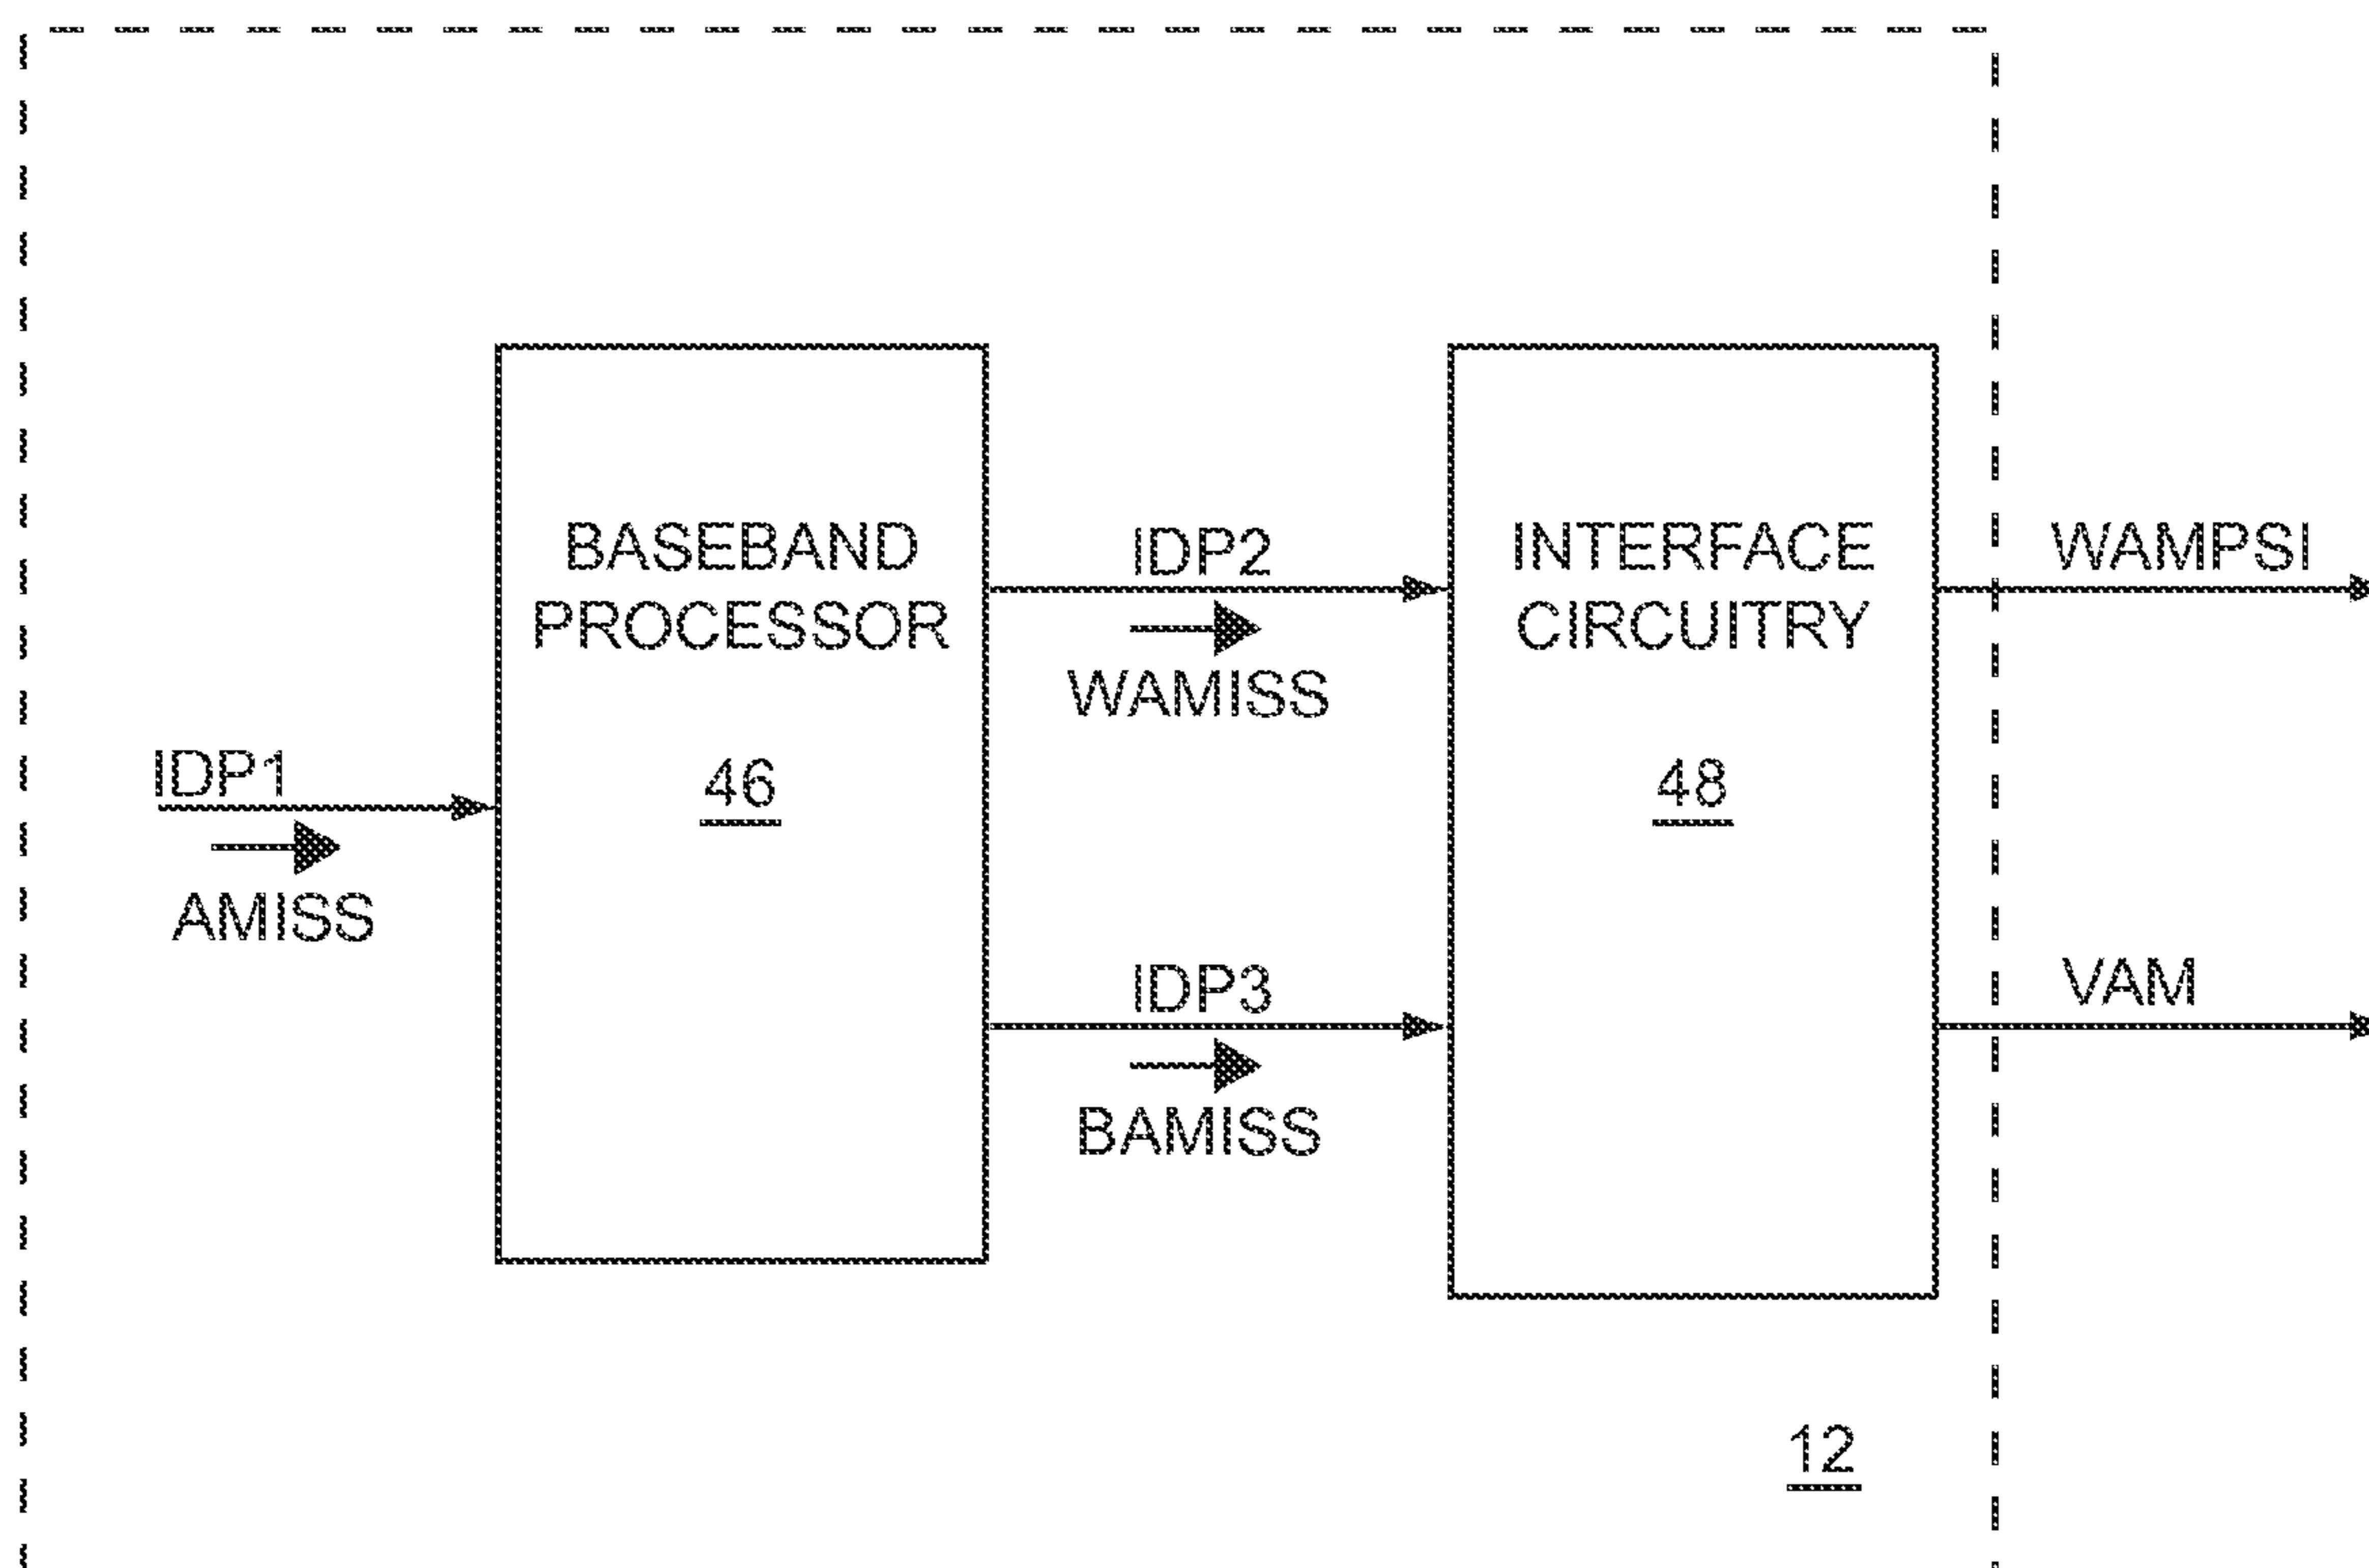 BASEBAND
PROCESSOR
46
IDP1
AMISS
IDP2
WAMISS
IDP3
BAMISS
INTERFACE
CIRCUITRY
48
WAMPSI
VAM
12